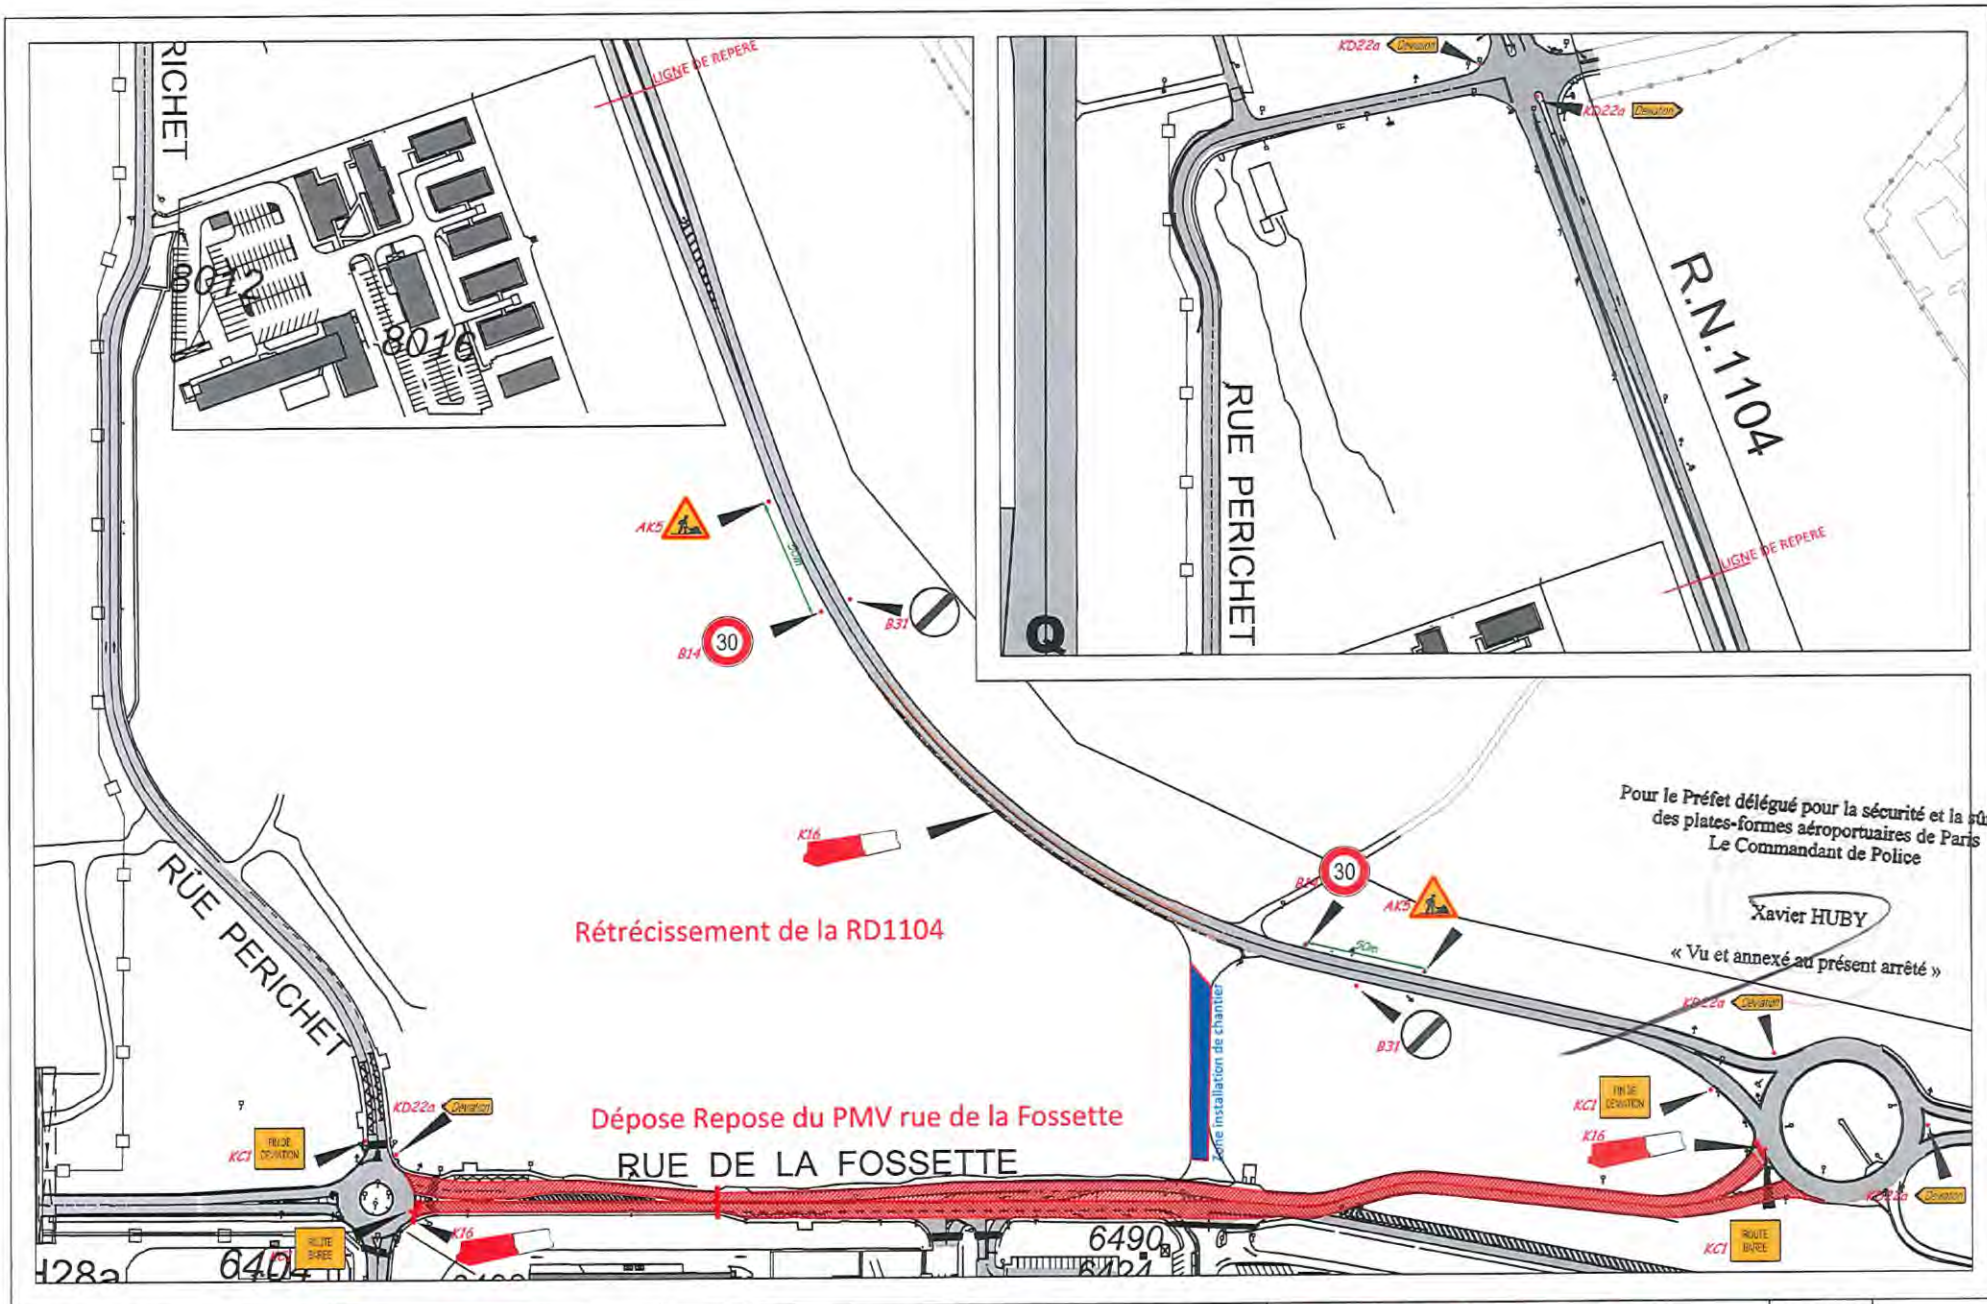 RICHET
LIGNE DE REPERE
8012
8016
KD22a
Déviation
KD22a
Déviation
R.N.1104
RUE PERICHET
LIGNE DE REPERE
Q
AK5
50m
B14
30
B31
K16
Rétrécissement de la RD1104
30
AK5
50m
B31
Pour le Préfet délégué pour la sécurité et la sû
des plates-formes aéroportuaires de Paris
Le Commandant de Police
Xavier HUBY
« Vu et annexé au présent arrêté »
RUE PERICHET
Zone installation de chantier
KD22a
Déviation
KC1
FIN DE
DEVIATION
K16
KD22a
Déviation
KC1
FIN DE
DEVIATION
Dépose Repose du PMV rue de la Fossette
RUE DE LA FOSSETTE
Déviation
ROUTE
BARREE
K16
KC1
ROUTE
BARREE
6404
6490